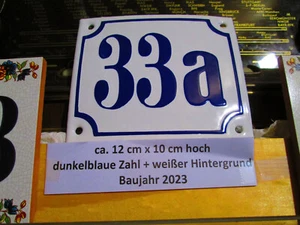 33a
ca. 12 cm x 10 cm hoch
dunkelblaue Zahl + weißer Hintergrund
Baujahr 2023